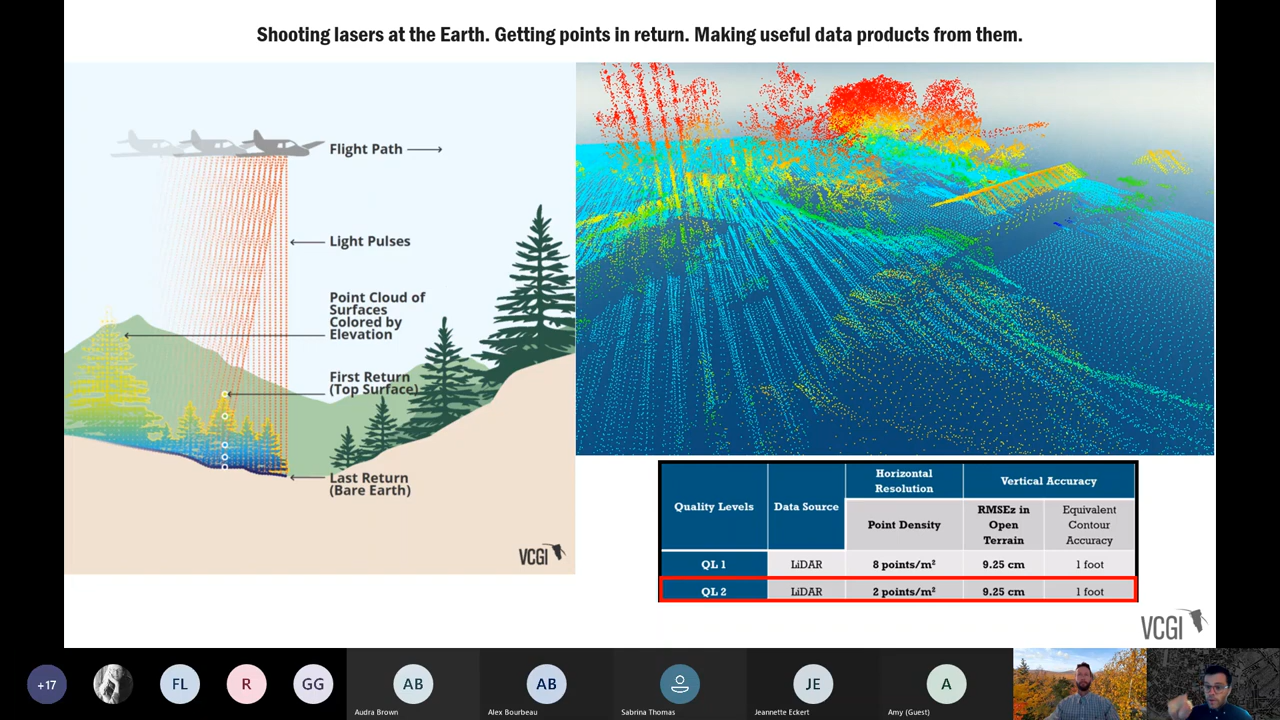 Shooting lasers at the Earth. Getting points in return. Making useful data products from them.
Flight Path
Light Pulses
Point Cloud of
Surfaces
Colored by
Elevation
First Return
(Top Surface)
Last Return
(Bare Earth)
VCGI
Quality Levels
Data Source
Horizontal
Resolution
Vertical Accuracy
Point Density
RMSEz in
Open
Terrain
Equivalent
Contour
Accuracy
QL 1 LiDAR 8 points/m² 9.25 cm 1 foot
QL 2 LiDAR 2 points/m² 9.25 cm 1 foot
VCGI
+17
FL
R
GG
AB
Audra Brown
AB
Alex Bourbeau
Sabrina Thomas
JE
Jeannette Eckert
A
Amy (Guest)